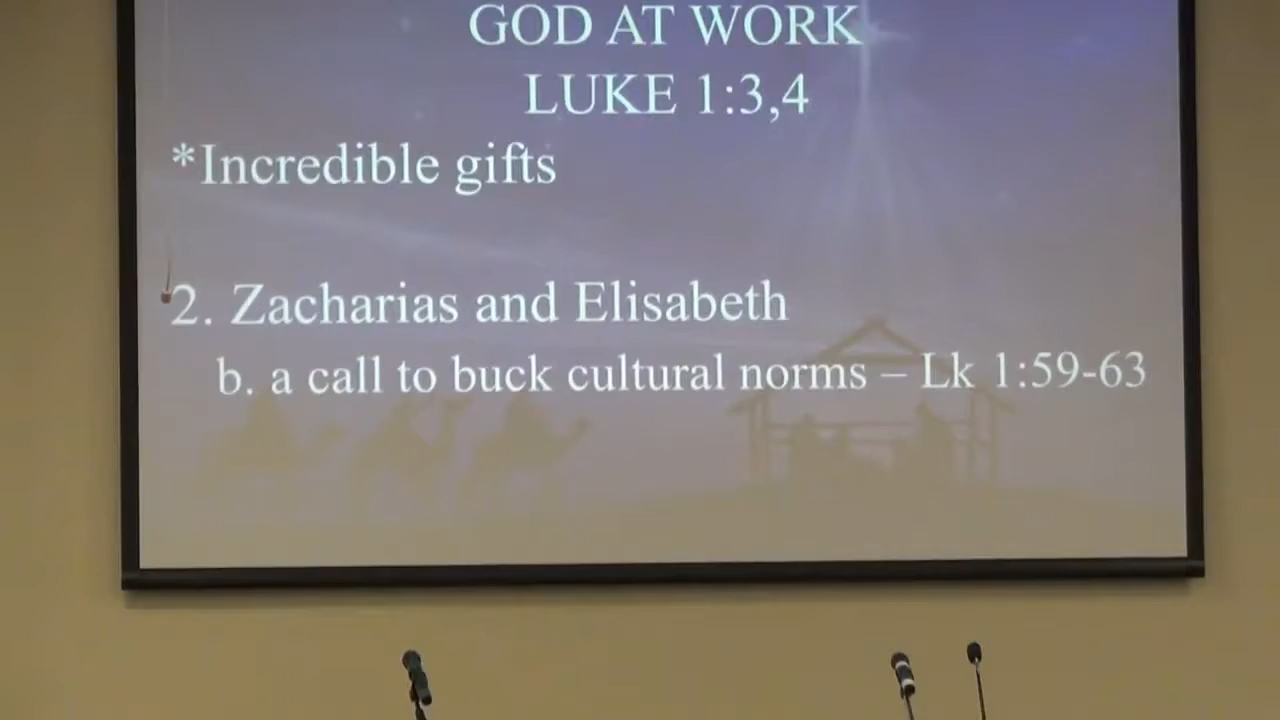 GOD AT WORK
LUKE 1:3,4
*Incredible gifts
2. Zacharias and Elisabeth
b. a call to buck cultural norms – Lk 1:59-63